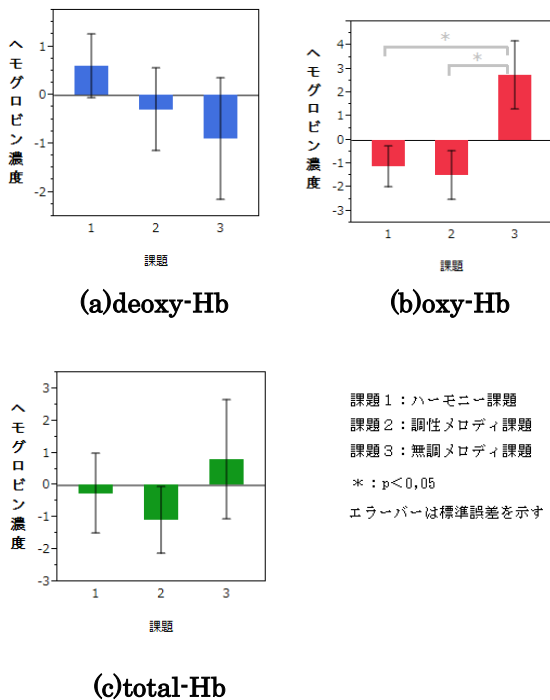 ヘモグロビン濃度
1
0
-1
-2
1 2 3
課題
(a)deoxy-Hb
ヘモグロビン濃度
4
3
2
1
0
-1
-2
-3
*
*
1 2 3
課題
(b)oxy-Hb
ヘモグロビン濃度
3
2
1
0
-1
-2
-3
1 2 3
課題
(c)total-Hb
課題1：ハーモニー課題
課題2：調性メロディ課題
課題3：無調メロディ課題
＊：p＜0,05
エラーバーは標準誤差を示す